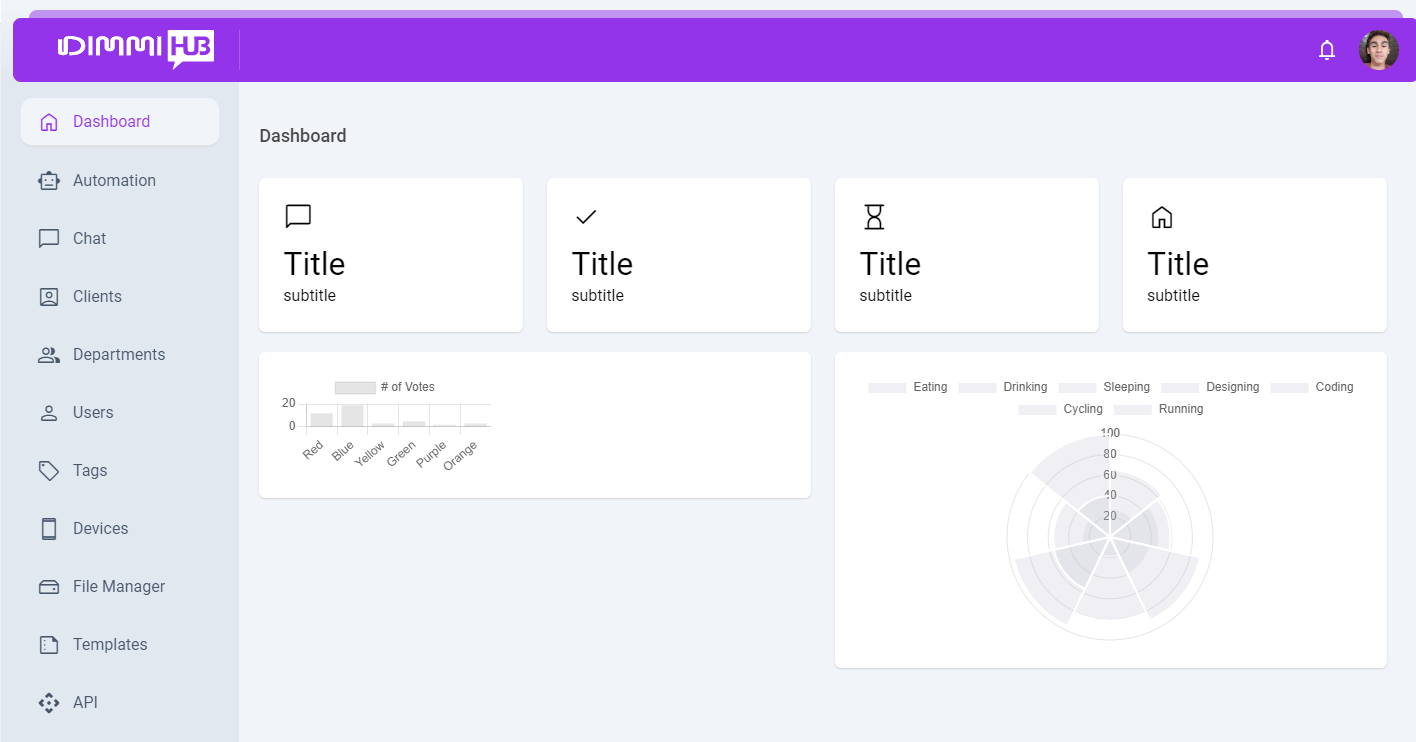 DIMMI HUB
Dashboard
Automation
Chat
Clients
Departments
Users
Tags
Devices
File Manager
Templates
API
Dashboard
Title
subtitle
Title
subtitle
Title
subtitle
Title
subtitle
# of Votes
20
0
Red Blue Yellow Green Purple Orange
Eating Drinking Sleeping Designing Coding
Cycling Running
100
80
60
40
20